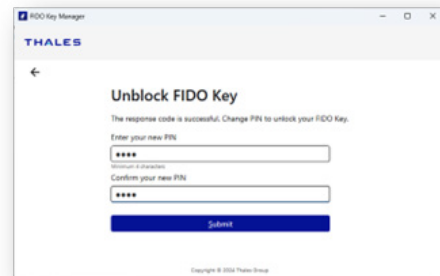 FIDO Key Manager
THALES
Unblock FIDO Key
The response code is successful. Change PIN to unlock your FIDO Key.
Enter your new PIN
••••
Minimum 4 characters
Confirm your new PIN
••••
Submit
Copyright © 2024 Thales Group